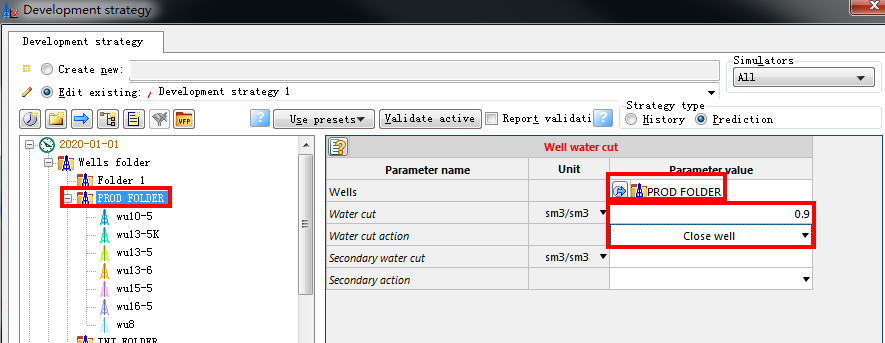 Development strategy
Development strategy
Create new:
Edit existing: Development strategy 1
Simulators
All
Use presets
Validate active
Report validati
Strategy type
History
Prediction
VFP
2020-01-01
Wells folder
Folder 1
PROD FOLDER
wu10-5
wu13-5K
wu13-5
wu13-6
wu15-5
wu16-5
wu8
INJ FOLDER
Well water cut
Parameter name Unit Parameter value
Wells PROD FOLDER
Water cut sm3/sm3 0.9
Water cut action Close well
Secondary water cut sm3/sm3
Secondary action